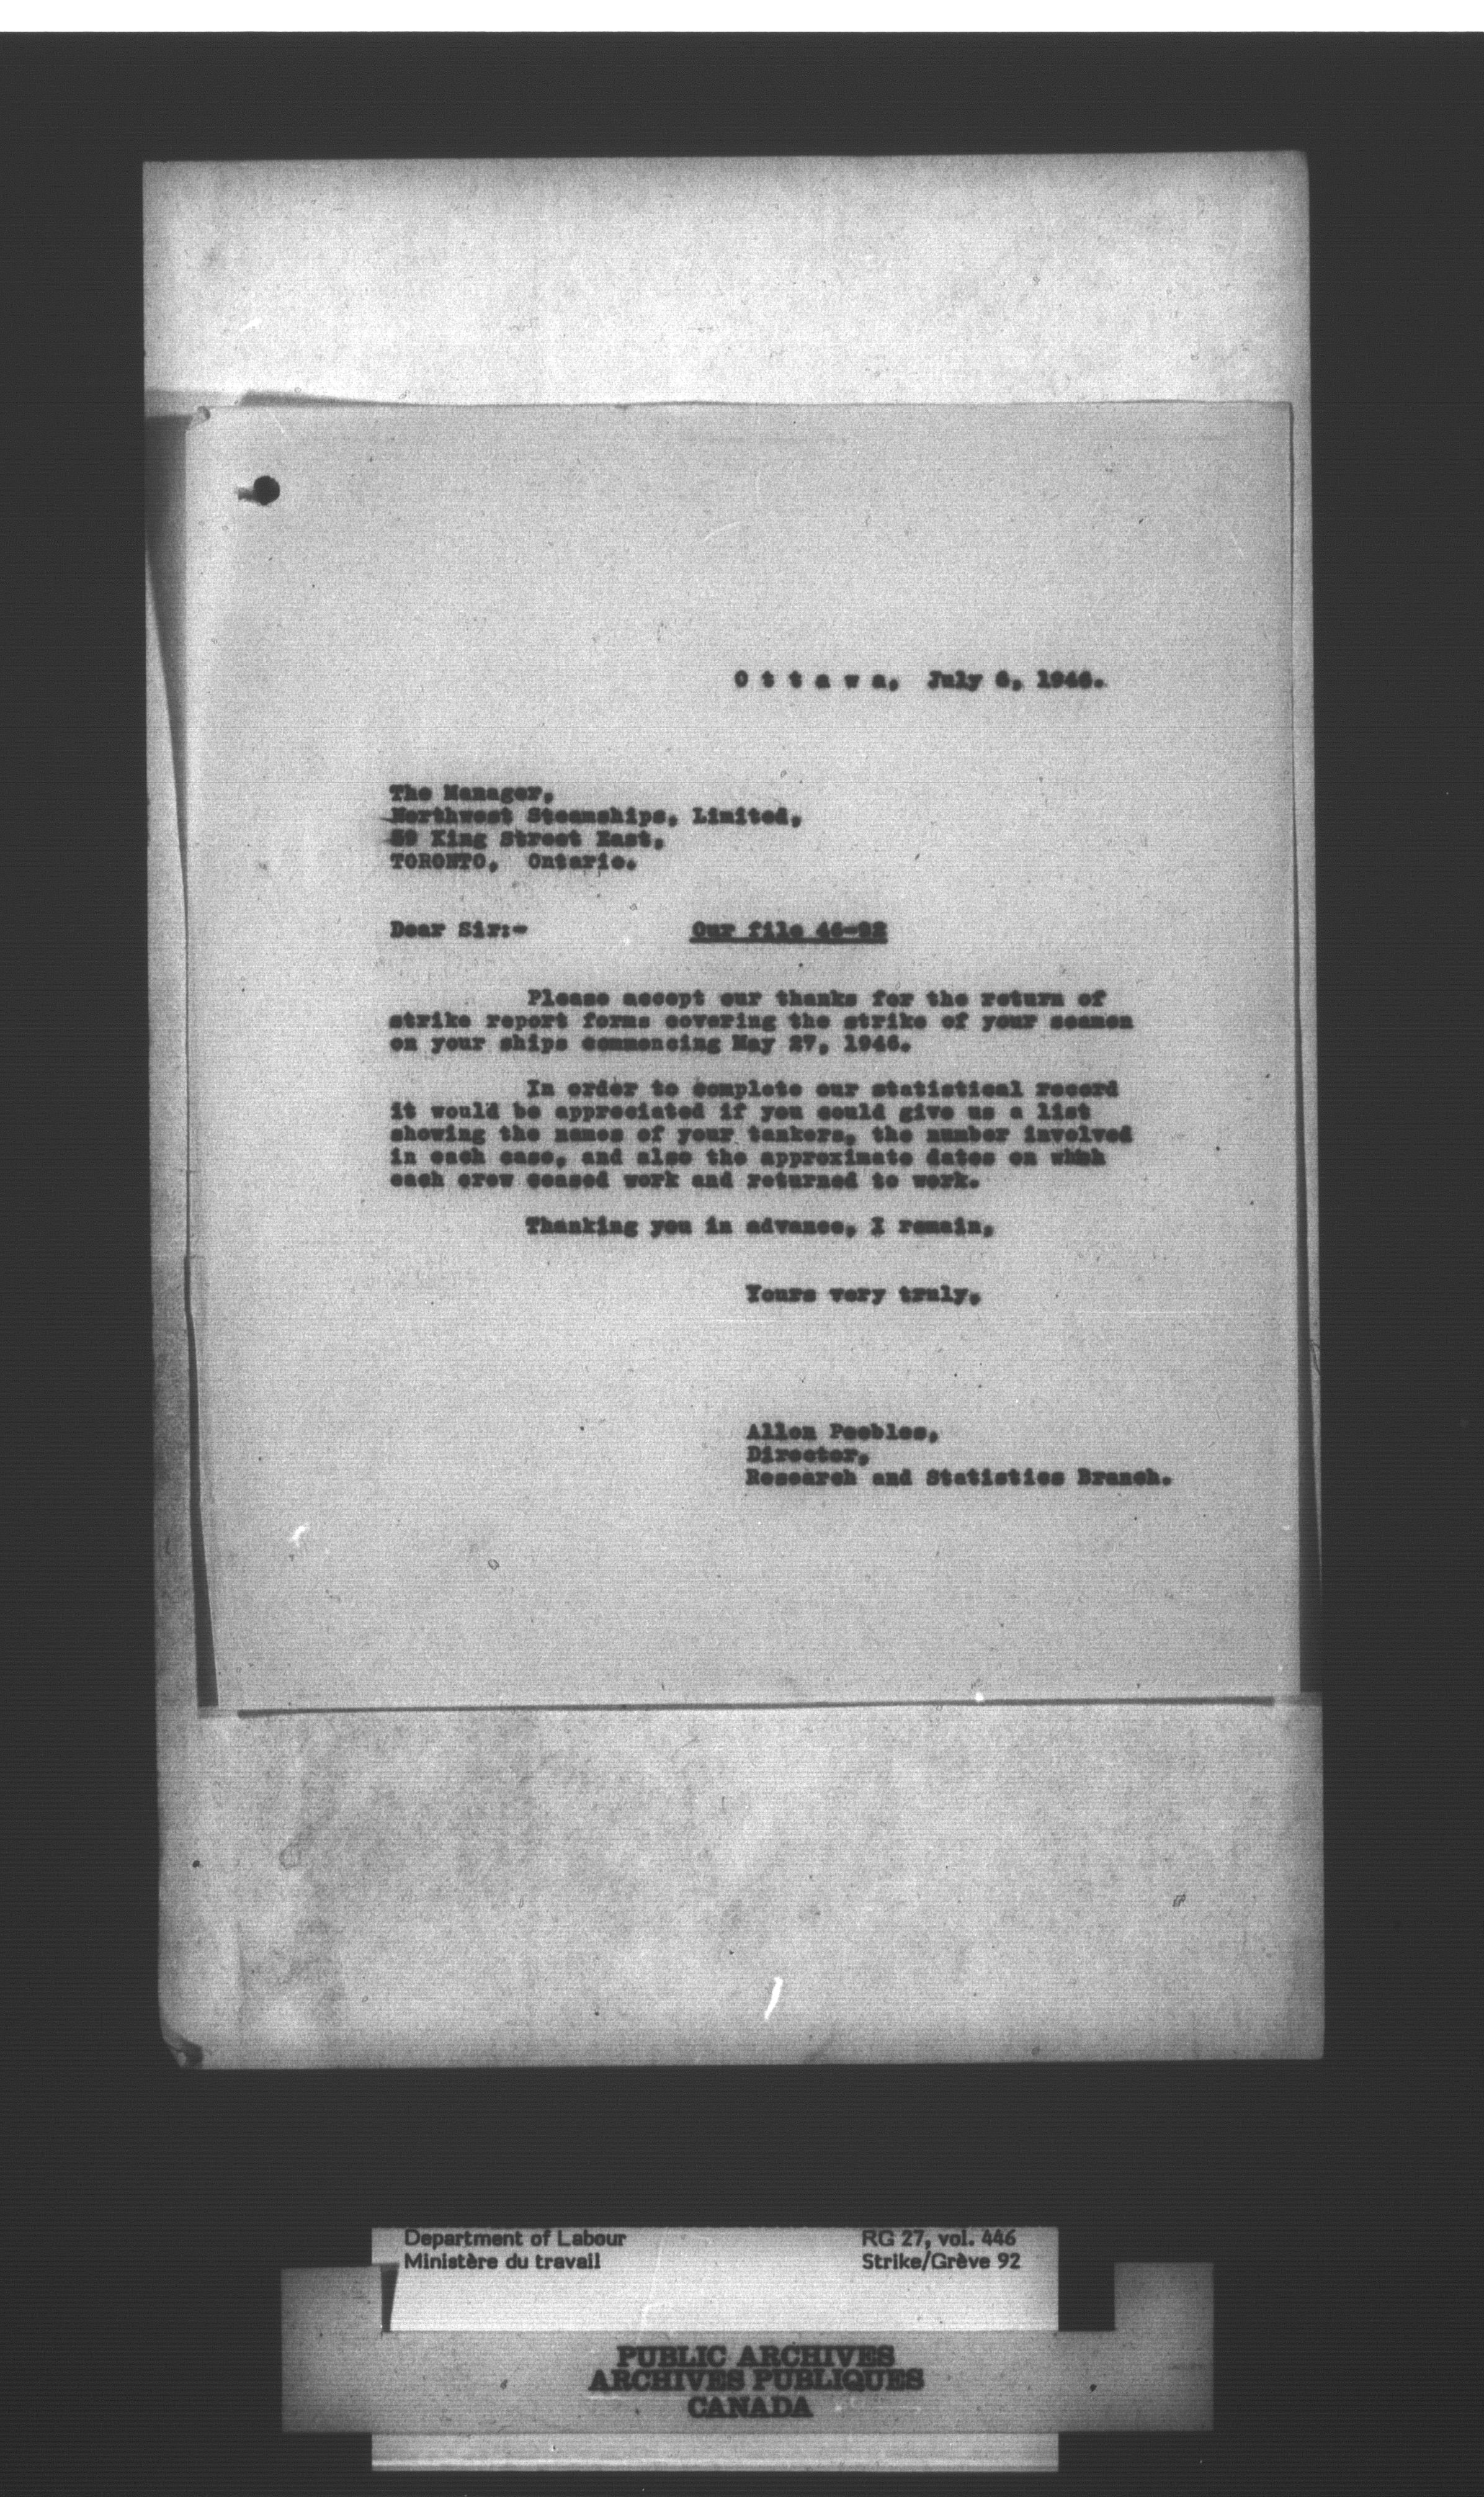 O t t a w a, July 6, 1946.
The Manager,
Northwest Steamships, Limited,
59 King Street East,
TORONTO, Ontario.
Dear Sir:- Our file 46-92
Please accept our thanks for the return of
strike report forms covering the strike of your seamen
on your ships commencing May 27, 1946.
In order to complete our statistical record
it would be appreciated if you could give us a list
showing the names of your tankers, the number involved
in each case, and also the approximate dates on which
each crew ceased work and returned to work.
Thanking you in advance, I remain,
Yours very truly,
Allon Peebles,
Director,
Research and Statistics Branch.
Department of Labour RG 27, vol. 446
Ministère du travail Strike/Grève 92
PUBLIC ARCHIVES
ARCHIVES PUBLIQUES
CANADA